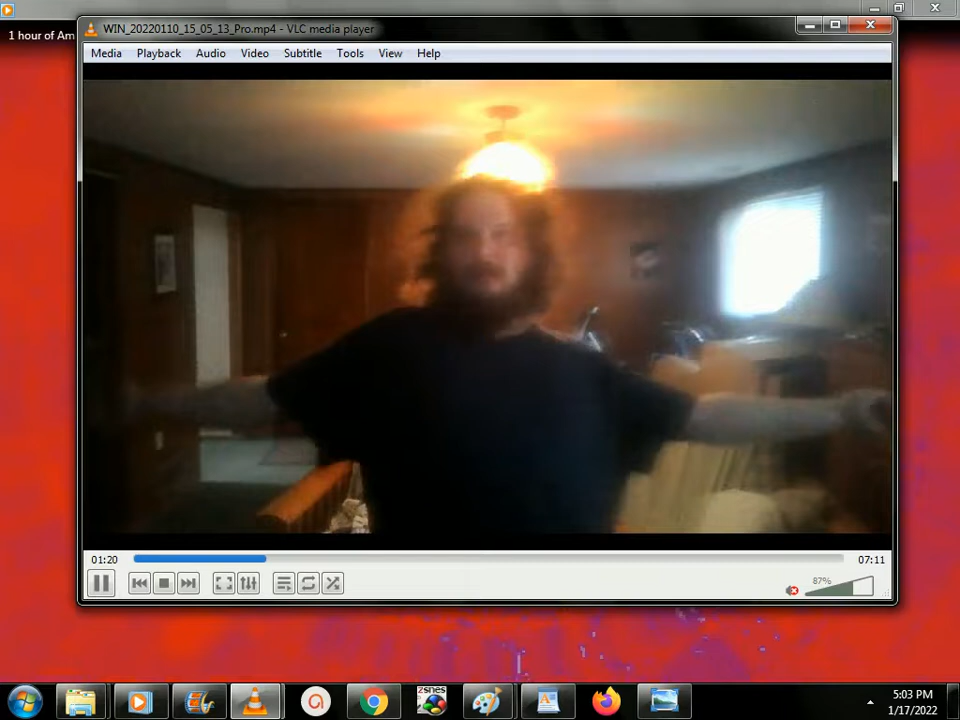 WIN_20220110_15_05_13_Pro.mp4 - VLC media player
1 hour of Am
Media Playback Audio Video Subtitle Tools View Help
01:20 07:11
87%
zsnes
5:03 PM
1/17/2022